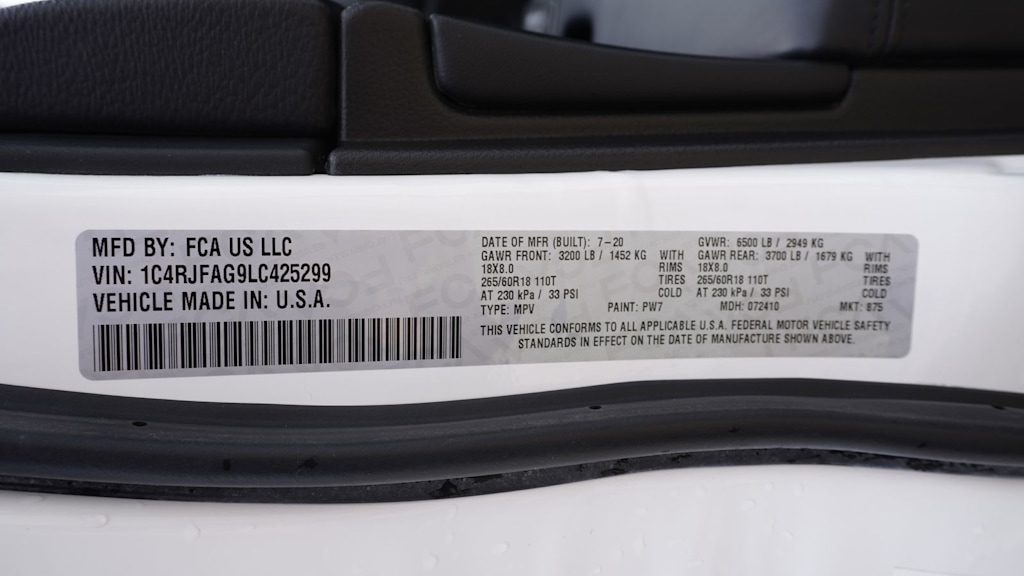 MFD BY: FCA US LLC
VIN: 1C4RJFAG9LC425299
VEHICLE MADE IN: U.S.A.
DATE OF MFR (BUILT): 7-20 GVWR: 6500 LB / 2949 KG
GAWR FRONT: 3200 LB / 1452 KG WITH GAWR REAR: 3700 LB / 1679 KG WITH
18X8.0 RIMS 18X8.0 RIMS
265/60R18 110T TIRES 265/60R18 110T TIRES
AT 230 kPa / 33 PSI COLD AT 230 kPa / 33 PSI COLD
TYPE: MPV PAINT: PW7 MDH: 072410 MKT: 875
THIS VEHICLE CONFORMS TO ALL APPLICABLE U.S.A. FEDERAL MOTOR VEHICLE SAFETY
STANDARDS IN EFFECT ON THE DATE OF MANUFACTURE SHOWN ABOVE.